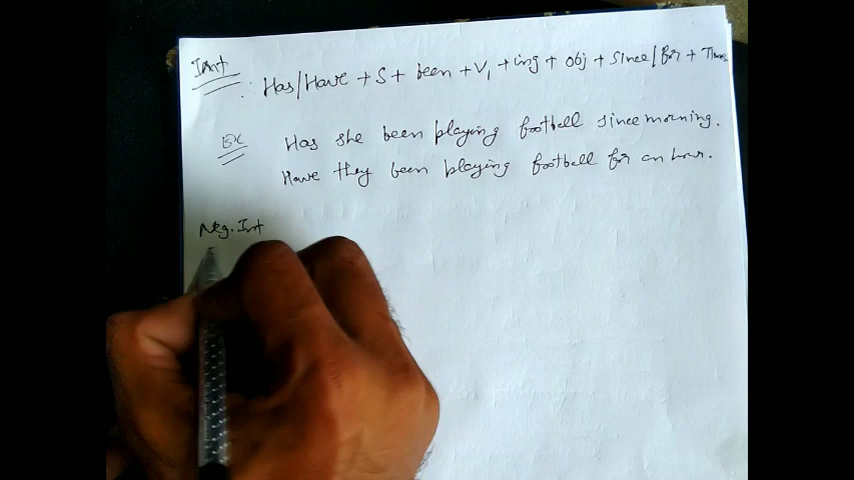 Int : Has/Have + S + been + V1 + ing + obj + since/for + Time
Ex Has she been playing football since morning.
Have they been playing football for an hour.
Neg. Int